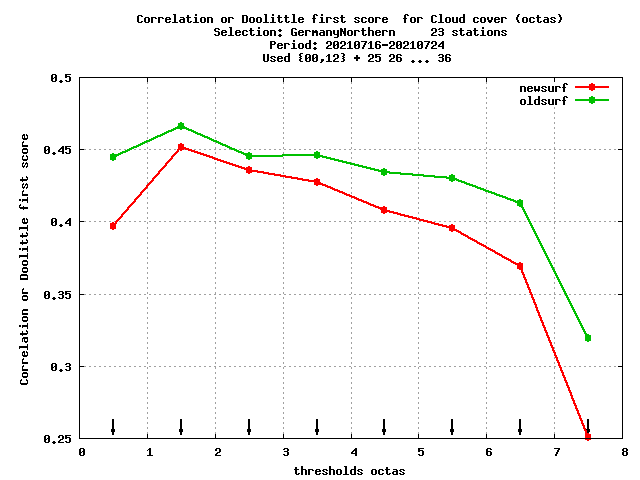 Correlation or Doolittle first score  for Cloud cover (octas)
Selection: GermanyNorthern     23 stations
Period: 20210716-20210724
Used {00,12} + 25 26 ... 36
newsurf
oldsurf
Correlation or Doolittle first score
0.5
0.45
0.4
0.35
0.3
0.25
0 1 2 3 4 5 6 7 8
thresholds octas